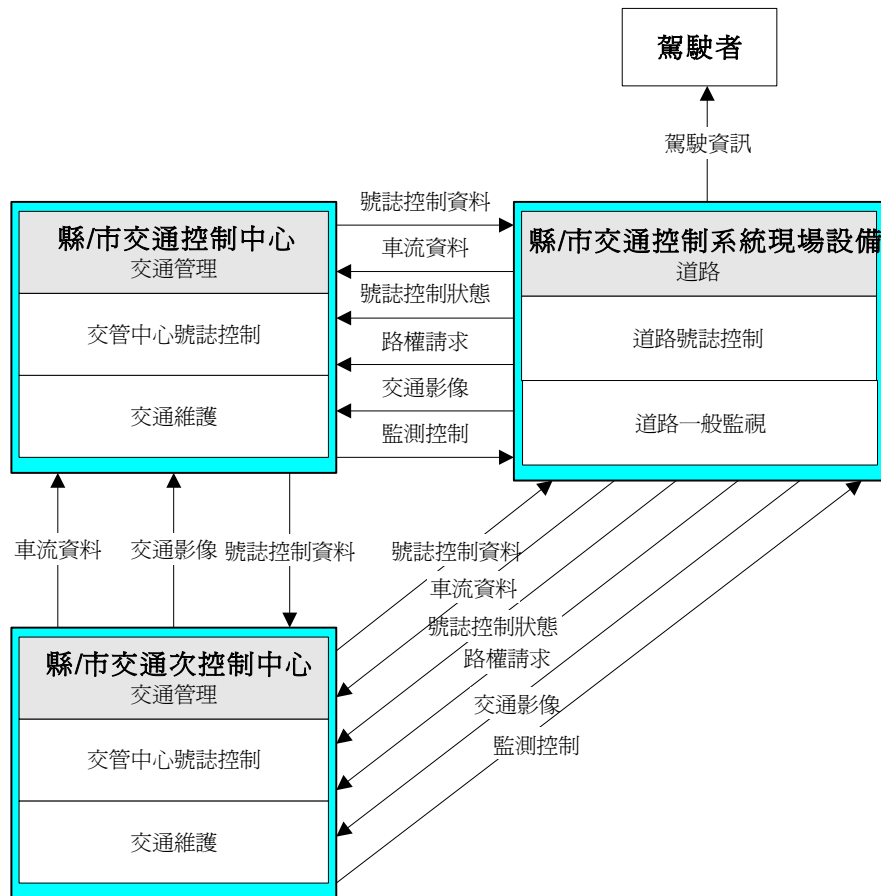 駕駛者
駕駛資訊
縣/市交通控制中心
交通管理
交管中心號誌控制
交通維護
號誌控制資料
車流資料
號誌控制狀態
路權請求
交通影像
監測控制
縣/市交通控制系統現場設備
道路
道路號誌控制
道路一般監視
車流資料
交通影像
號誌控制資料
號誌控制資料
車流資料
號誌控制狀態
路權請求
交通影像
監測控制
縣/市交通次控制中心
交通管理
交管中心號誌控制
交通維護